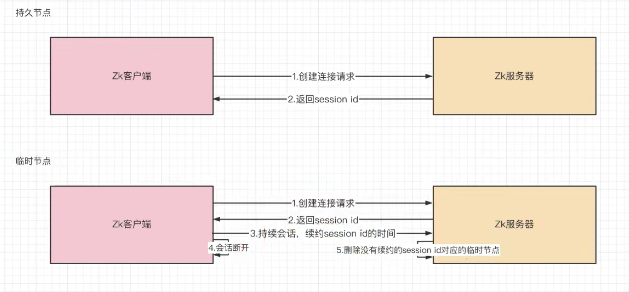 持久节点
Zk客户端
1.创建连接请求
2.返回session id
Zk服务器
临时节点
Zk客户端
1.创建连接请求
2.返回session id
3.持续会话，续约session id的时间
4.会话断开
Zk服务器
5.删除没有续约的session id对应的临时节点